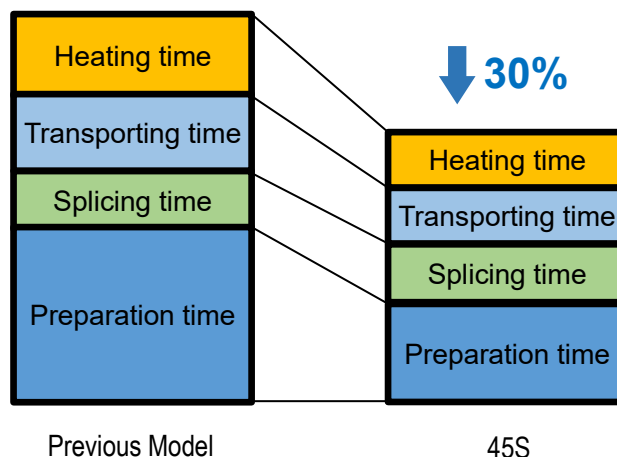 Heating time
Transporting time
Splicing time
Preparation time
Previous Model
30%
Heating time
Transporting time
Splicing time
Preparation time
45S